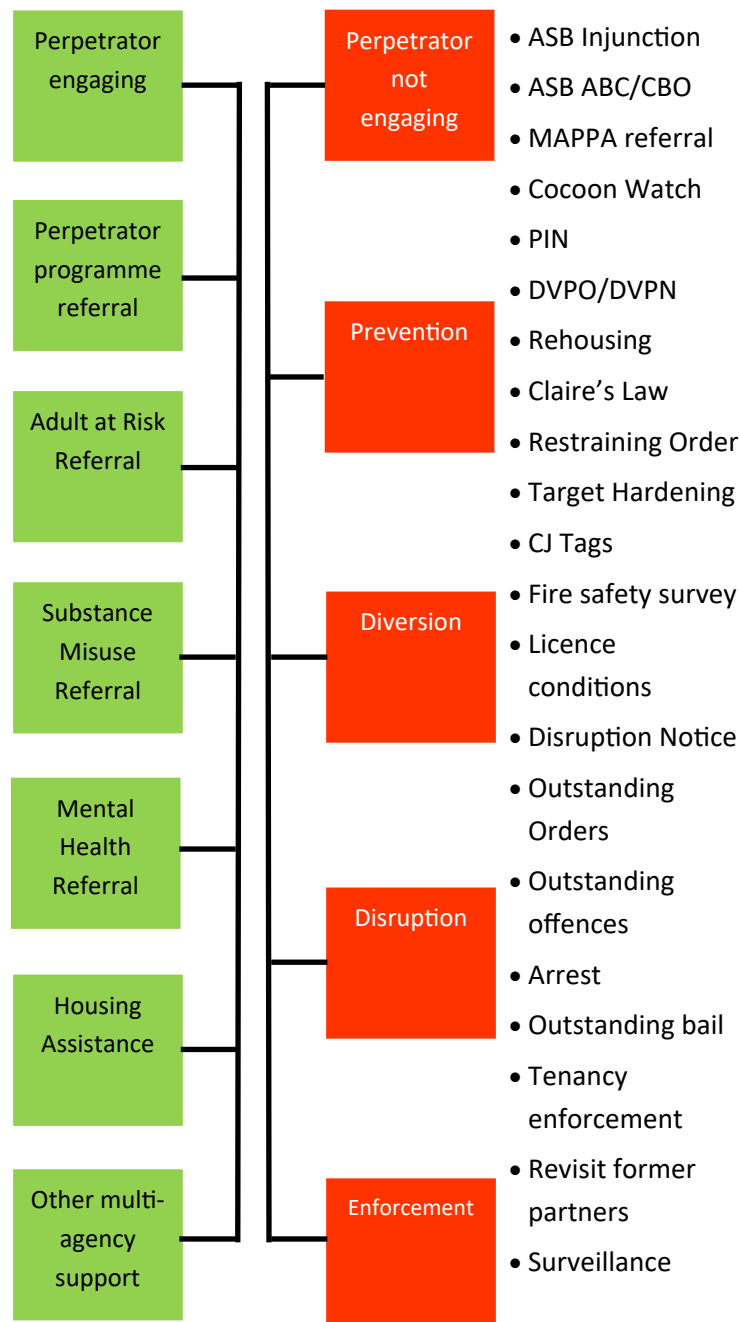 Perpetrator
engaging
Perpetrator
programme
referral
Adult at Risk
Referral
Substance
Misuse
Referral
Mental
Health
Referral
Housing
Assistance
Other multi-
agency
support
Perpetrator
not
engaging
Prevention
Diversion
Disruption
Enforcement
• ASB Injunction
• ASB ABC/CBO
• MAPPA referral
• Cocoon Watch
• PIN
• DVPO/DVPN
• Rehousing
• Claire’s Law
• Restraining Order
• Target Hardening
• CJ Tags
• Fire safety survey
• Licence
conditions
• Disruption Notice
• Outstanding
Orders
• Outstanding
offences
• Arrest
• Outstanding bail
• Tenancy
enforcement
• Revisit former
partners
• Surveillance